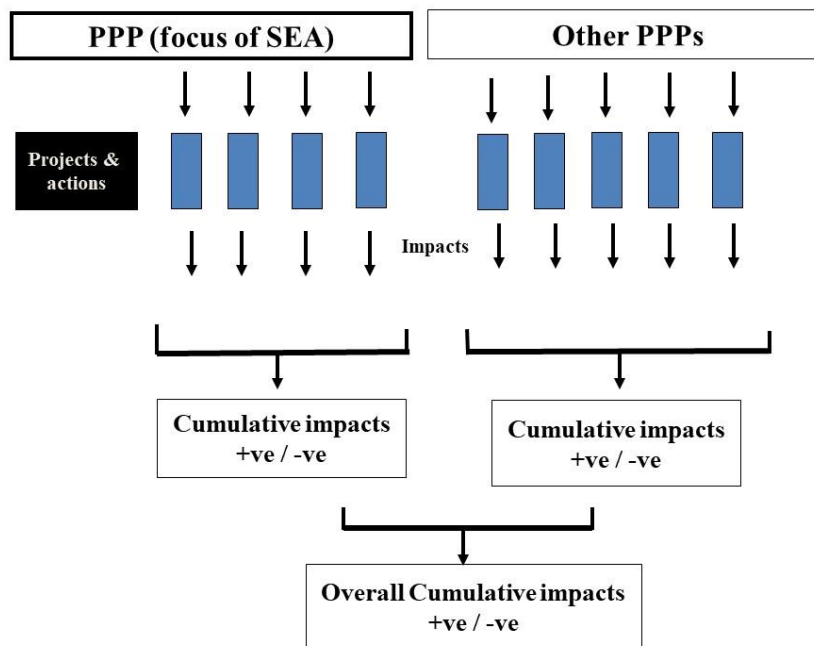 PPP (focus of SEA)
Other PPPs
Projects &
actions
Impacts
Cumulative impacts
+ve / -ve
Cumulative impacts
+ve / -ve
Overall Cumulative impacts
+ve / -ve